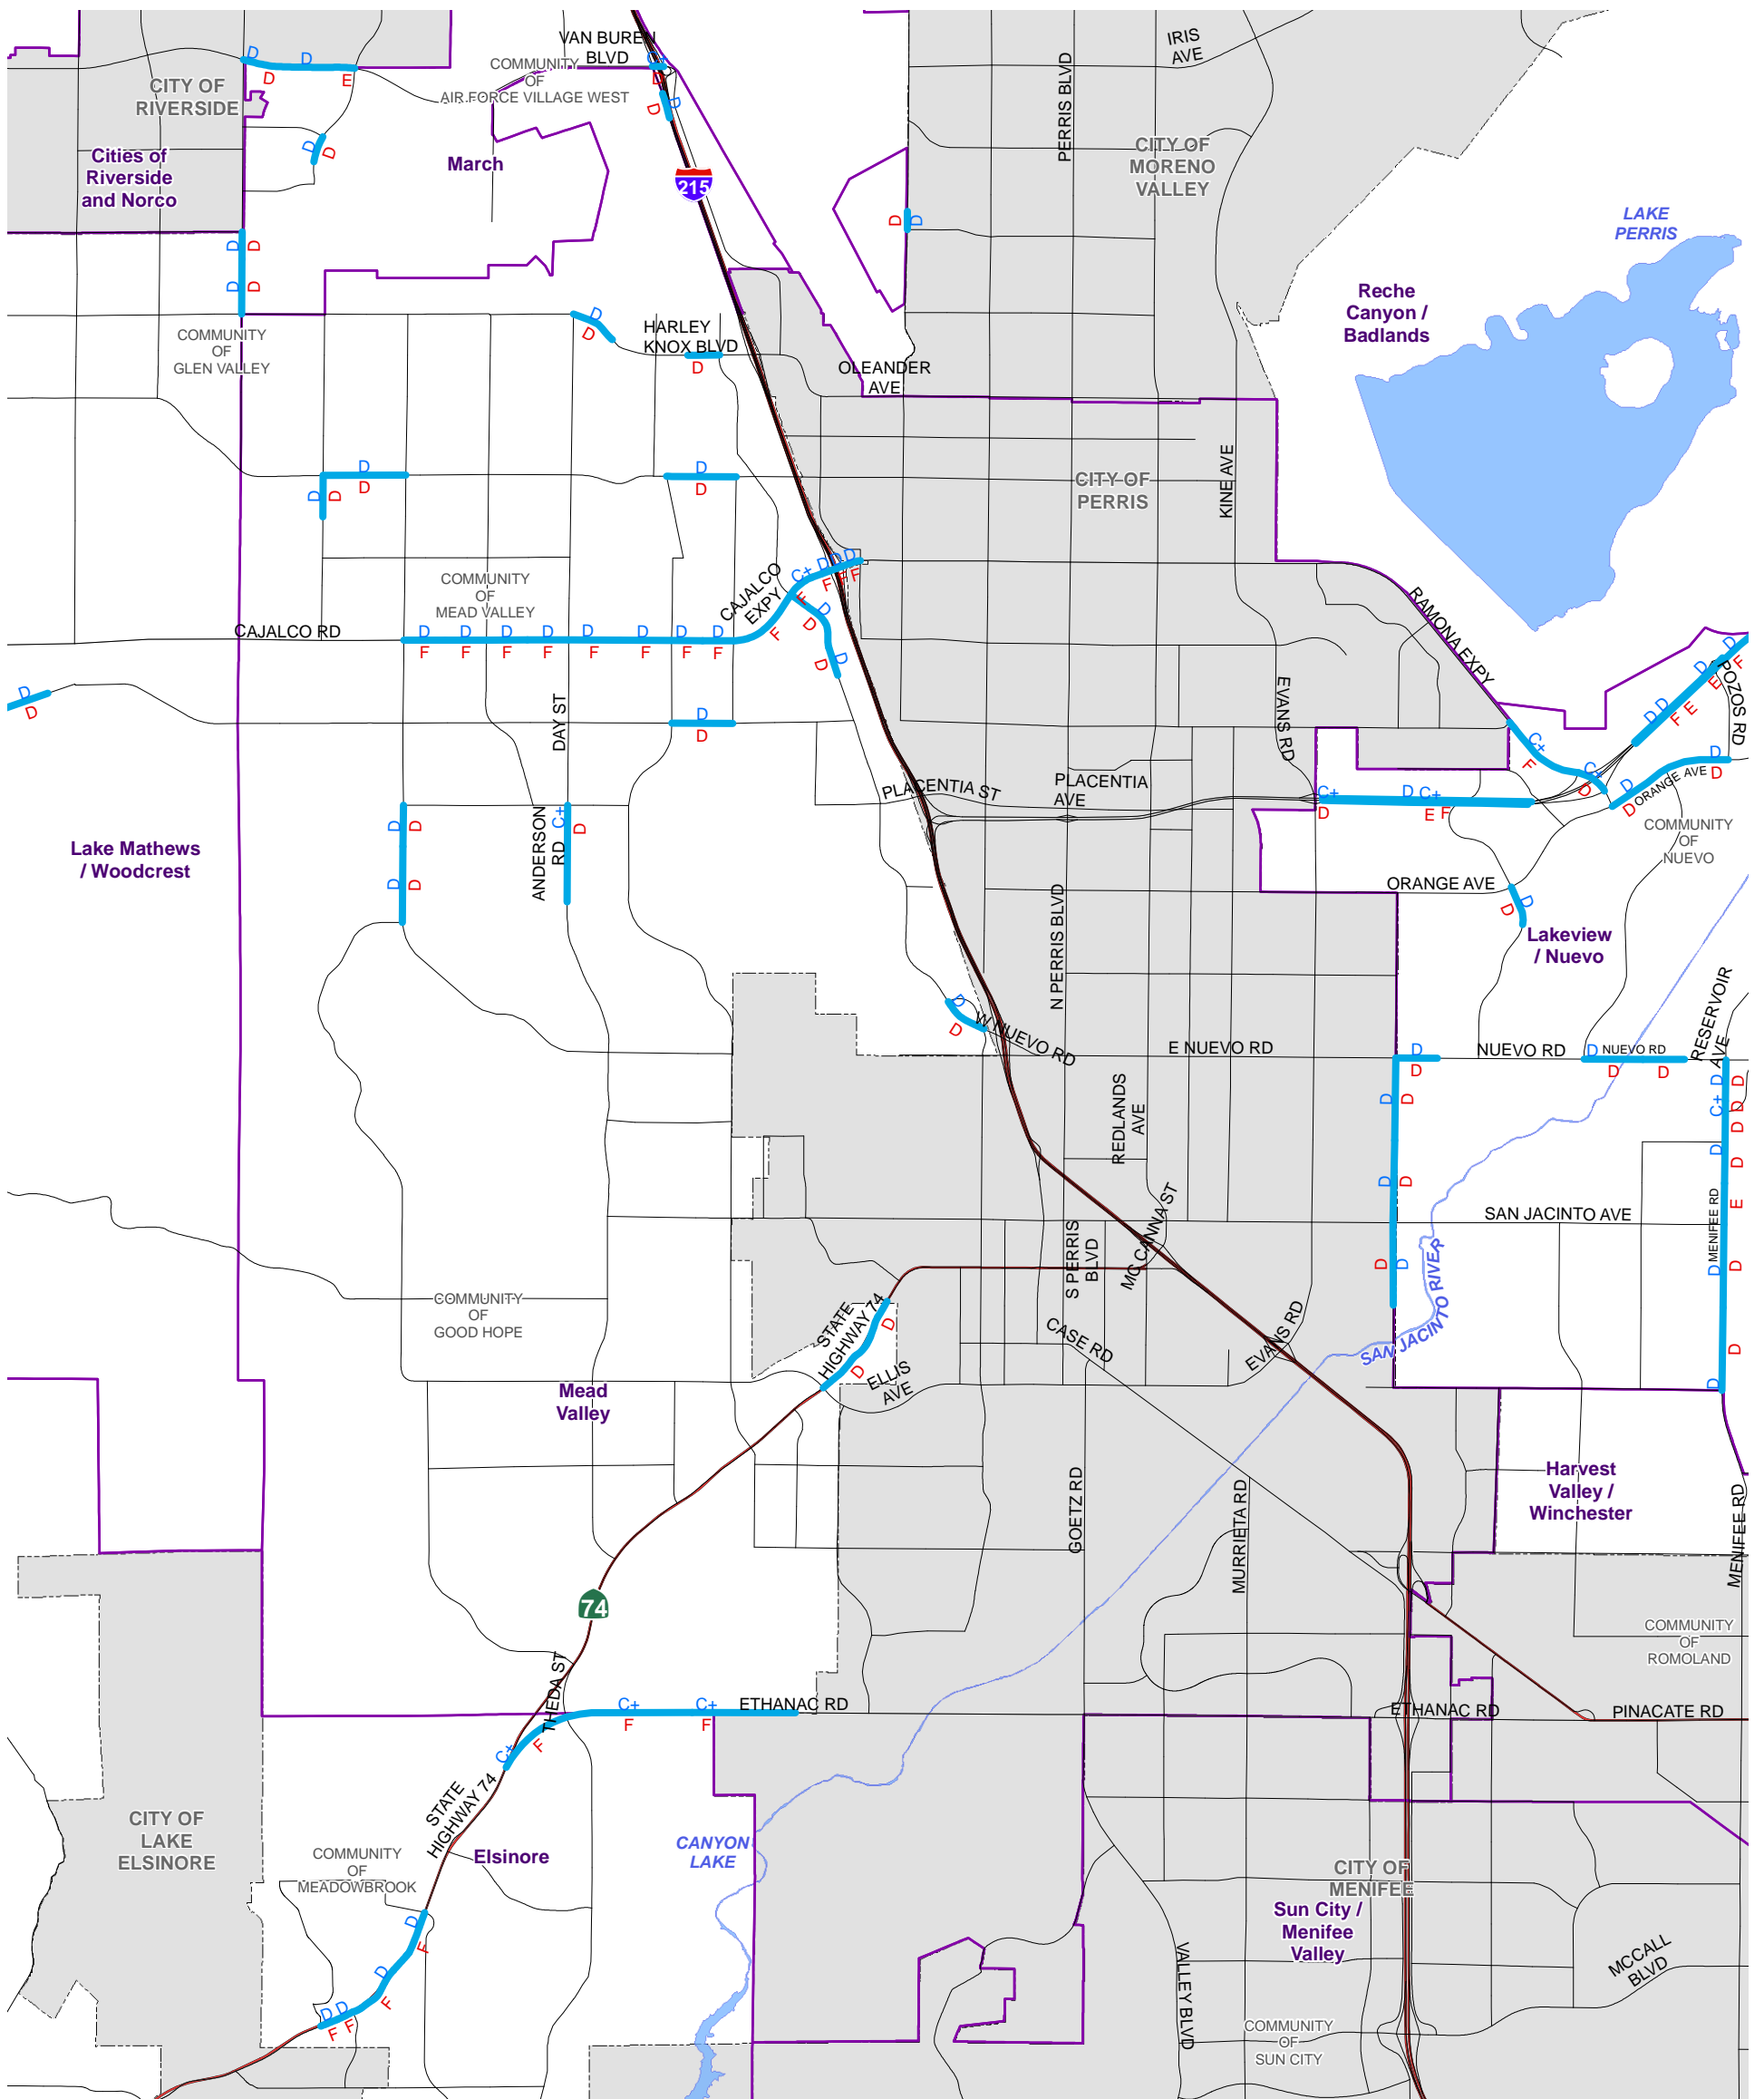 VAN BUREN
BLVD
IRIS
AVE
COMMUNITY
OF
AIR FORCE VILLAGE WEST
CITY OF
RIVERSIDE
PERRIS BLVD
CITY OF
MORENO
VALLEY
Cities of
Riverside
and Norco
March
215
LAKE
PERRIS
Reche
Canyon /
Badlands
COMMUNITY
OF
GLEN VALLEY
HARLEY
KNOX BLVD
OLEANDER
AVE
KINE AVE
CITY OF
PERRIS
COMMUNITY
OF
MEAD VALLEY
CAJALCO
EXPY
CAJALCO RD
RAMONA EXPY
DAY ST
EVANS RD
POZOS RD
PLACENTIA ST
PLACENTIA
AVE
ORANGE AVE
ANDERSON
RD
COMMUNITY
OF
NUEVO
Lake Mathews
/ Woodcrest
ORANGE AVE
N PERRIS BLVD
Lakeview
/ Nuevo
RESERVOIR
AVE
W NUEVO RD
E NUEVO RD
NUEVO RD
NUEVO RD
REDLANDS
AVE
MC CANNA ST
SAN JACINTO AVE
MENIFEE RD
S PERRIS
BLVD
SAN JACINTO RIVER
COMMUNITY
OF
GOOD HOPE
STATE
HIGHWAY 74
CASE RD
EVANS RD
ELLIS
AVE
Mead
Valley
GOETZ RD
MURRIETA RD
Harvest
Valley /
Winchester
MENIFEE RD
74
COMMUNITY
OF
ROMOLAND
THEDA ST
ETHANAC RD
ETHANAC RD
PINACATE RD
STATE
HIGHWAY 74
CITY OF
LAKE
ELSINORE
COMMUNITY
OF
MEADOWBROOK
Elsinore
CANYON
LAKE
CITY OF
MENIFEE
Sun City /
Menifee
Valley
VALLEY BLVD
MCCALL
BLVD
COMMUNITY
OF
SUN CITY